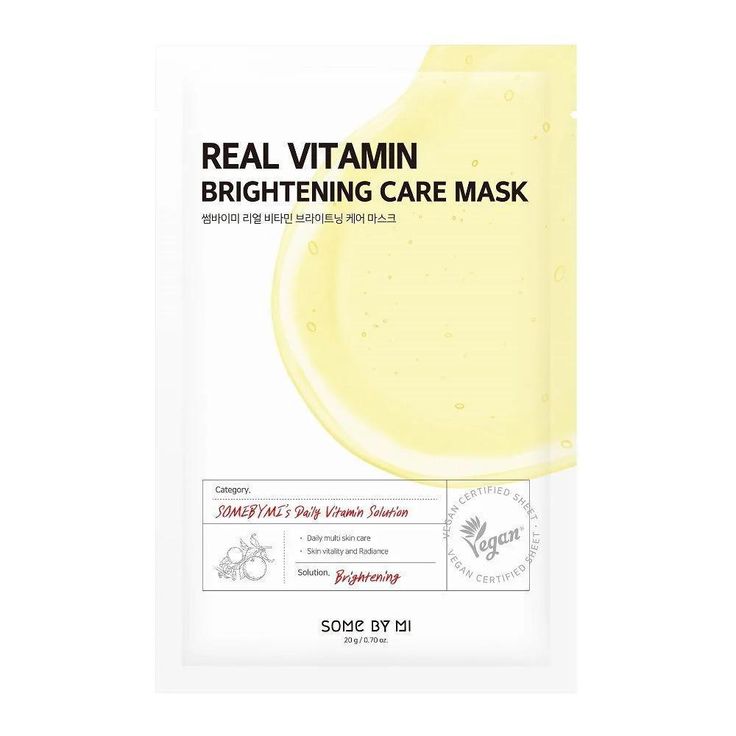 REAL VITAMIN
BRIGHTENING CARE MASK
썸바이미 리얼 비타민 브라이트닝 케어 마스크
Category.
SOMEBYMI's Daily Vitamin Solution
• Daily multi skin care
• Skin vitality and Radiance
Solution. Brightening
VEGAN CERTIFIED SHEET •
Vegan
VEGAN CERTIFIED SHEET •
SOME BY MI
20 g / 0.70 oz.